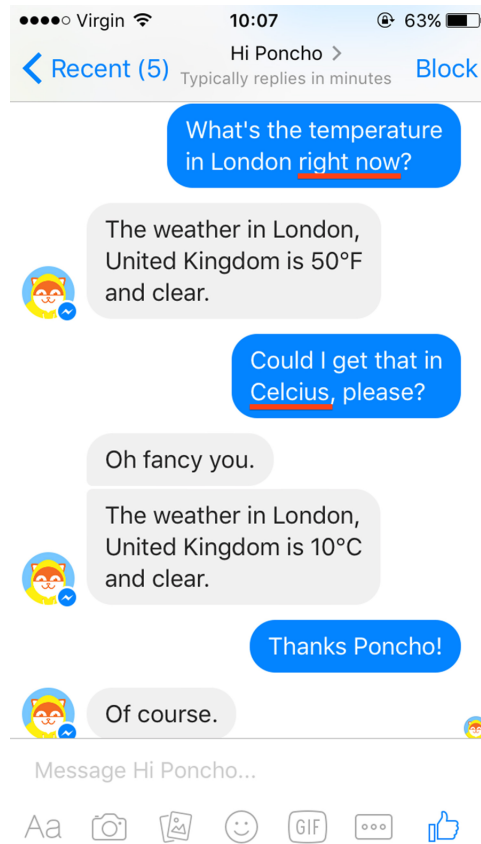 Virgin 10:07 63%
Recent (5) Hi Poncho Block
Typically replies in minutes
What's the temperature
in London right now?
The weather in London,
United Kingdom is 50°F
and clear.
Could I get that in
Celcius, please?
Oh fancy you.
The weather in London,
United Kingdom is 10°C
and clear.
Thanks Poncho!
Of course.
Message Hi Poncho...
Aa GIF